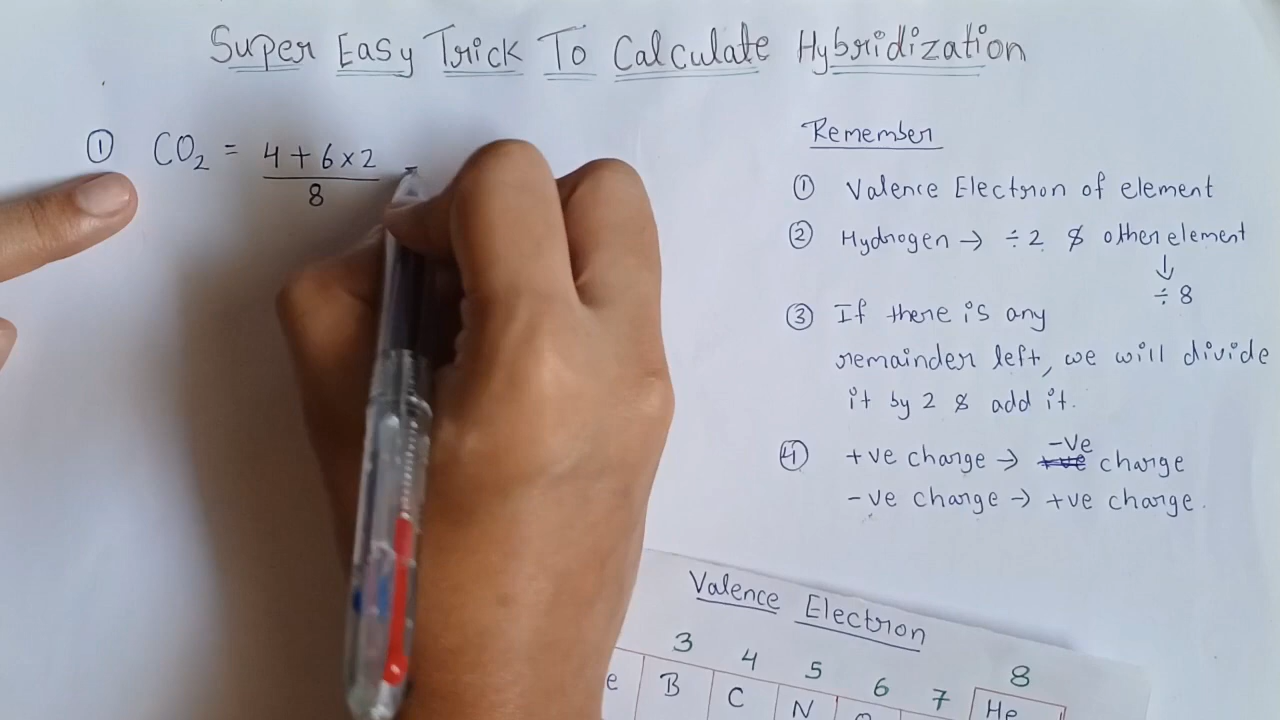 Super Easy Trick To Calculate Hybridization
① CO₂ = 4 + 6 × 2
8
Remember
① Valence Electron of element
② Hydrogen → ÷ 2 & other element
↓
÷ 8
③ If there is any
remainder left, we will divide
it by 2 & add it.
④ +ve charge → -ve charge
-ve charge → +ve charge.
Valence Electron
3 4 5 6 7 8
e B C N He